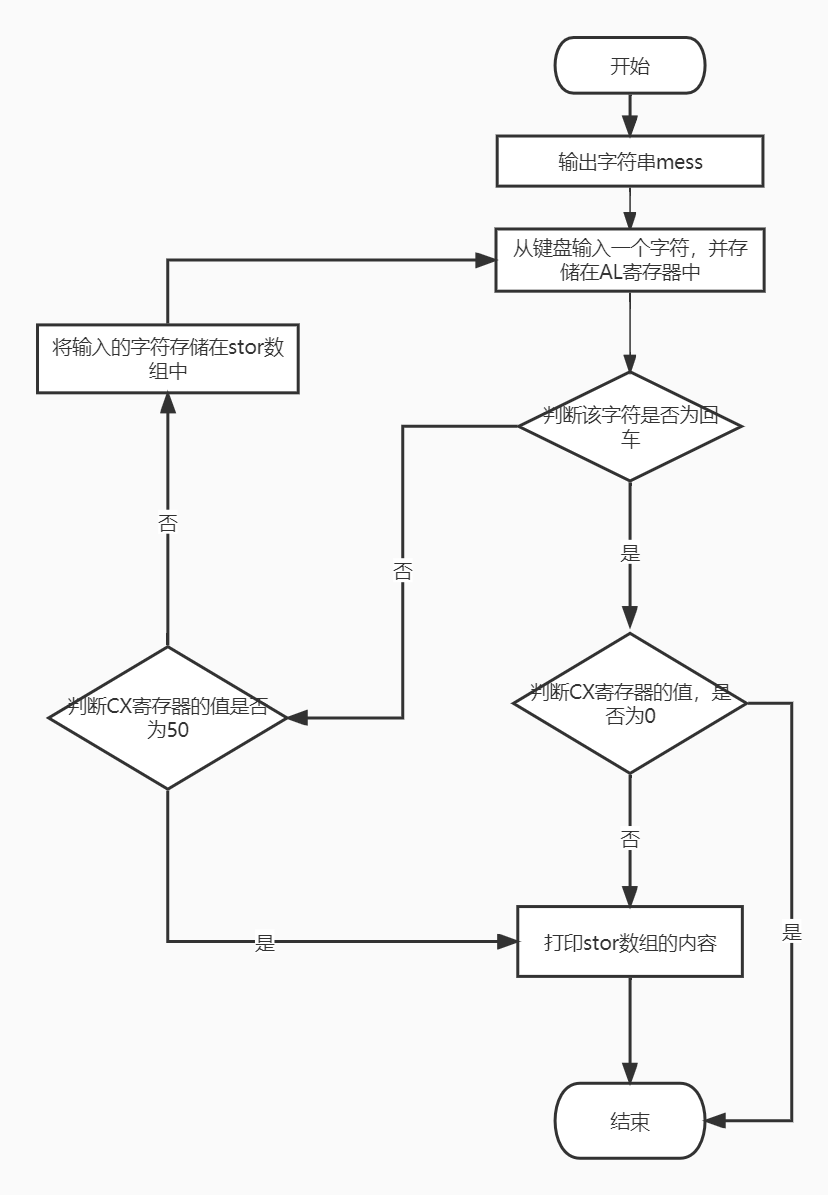 开始
输出字符串mess
从键盘输入一个字符，并存
储在AL寄存器中
将输入的字符存储在stor数
组中
判断该字符是否为回
车
否
否
是
判断CX寄存器的值是否
为50
判断CX寄存器的值，是
否为0
否
是
是
打印stor数组的内容
结束